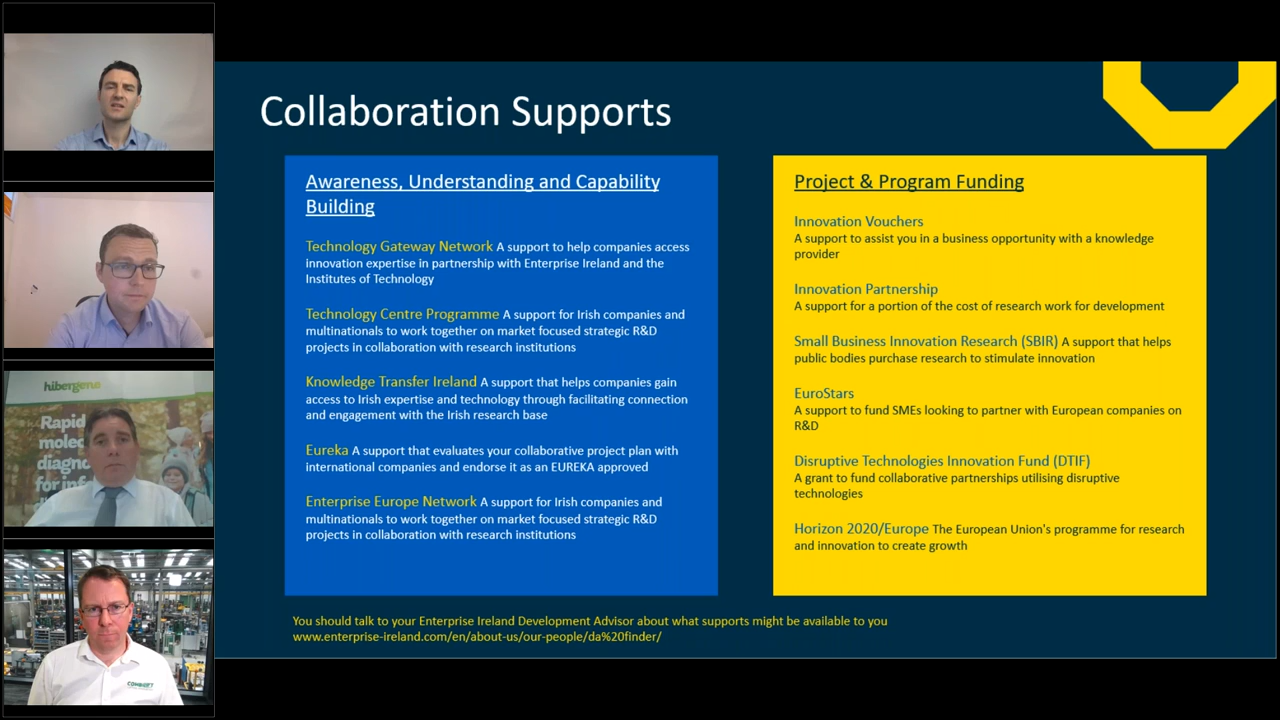 Collaboration Supports
Awareness, Understanding and Capability
Building
Technology Gateway Network A support to help companies access
innovation expertise in partnership with Enterprise Ireland and the
Institutes of Technology
Technology Centre Programme A support for Irish companies and
multinationals to work together on market focused strategic R&D
projects in collaboration with research institutions
Knowledge Transfer Ireland A support that helps companies gain
access to Irish expertise and technology through facilitating connection
and engagement with the Irish research base
Eureka A support that evaluates your collaborative project plan with
international companies and endorse it as an EUREKA approved
Enterprise Europe Network A support for Irish companies and
multinationals to work together on market focused strategic R&D
projects in collaboration with research institutions
Project & Program Funding
Innovation Vouchers
A support to assist you in a business opportunity with a knowledge
provider
Innovation Partnership
A support for a portion of the cost of research work for development
Small Business Innovation Research (SBIR) A support that helps
public bodies purchase research to stimulate innovation
EuroStars
A support to fund SMEs looking to partner with European companies on
R&D
Disruptive Technologies Innovation Fund (DTIF)
A grant to fund collaborative partnerships utilising disruptive
technologies
Horizon 2020/Europe The European Union's programme for research
and innovation to create growth
You should talk to your Enterprise Ireland Development Advisor about what supports might be available to you
www.enterprise-ireland.com/en/about-us/our-people/da%20finder/
hibergene
Rapid
molec
diagn
for inf
COMBILIFT